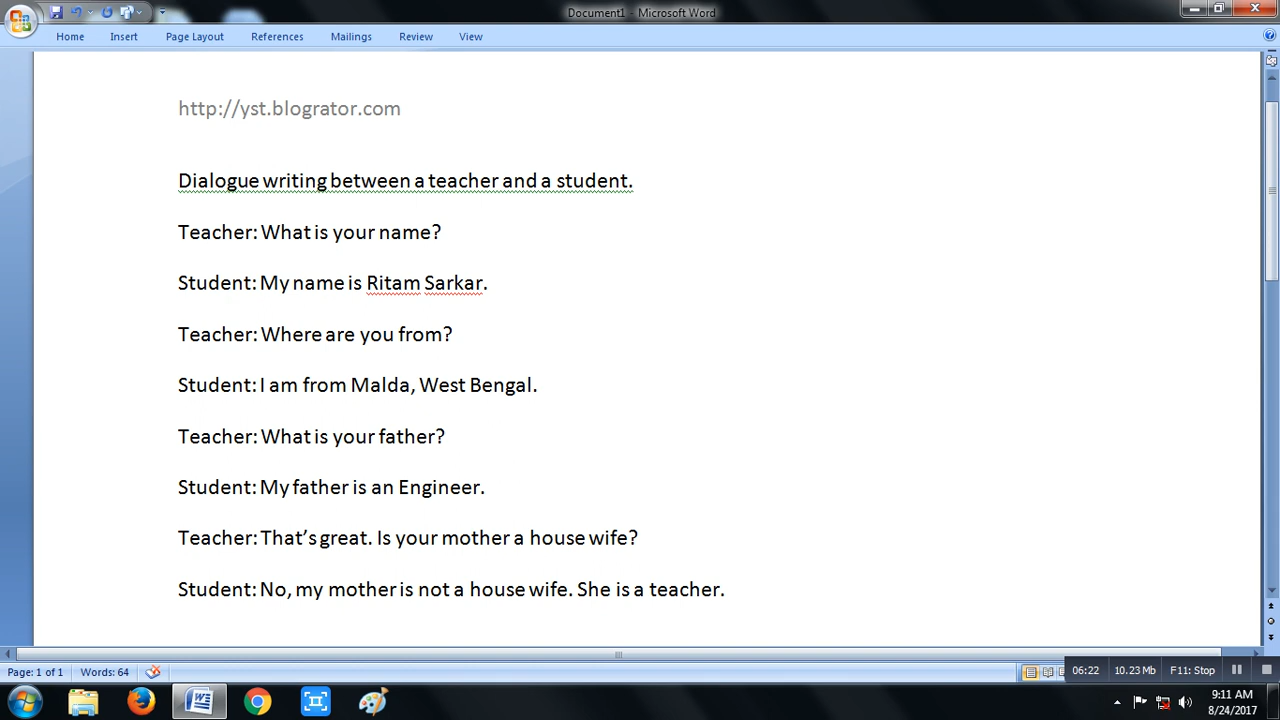 Document1 - Microsoft Word
Home Insert Page Layout References Mailings Review View
http://yst.blogrator.com
Dialogue writing between a teacher and a student.
Teacher: What is your name?
Student: My name is Ritam Sarkar.
Teacher: Where are you from?
Student: I am from Malda, West Bengal.
Teacher: What is your father?
Student: My father is an Engineer.
Teacher: That's great. Is your mother a house wife?
Student: No, my mother is not a house wife. She is a teacher.
Page: 1 of 1 Words: 64 06:22 10.23 Mb F11: Stop
9:11 AM
8/24/2017